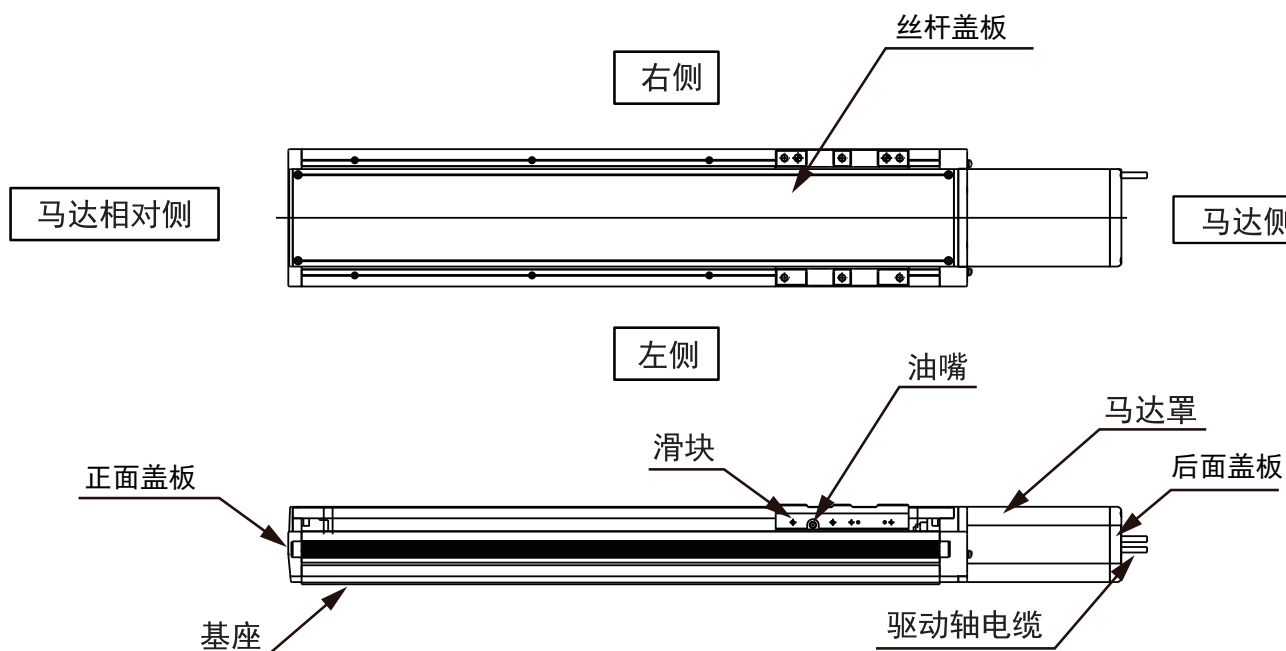 丝杆盖板
右侧
马达相对侧
马达侧
左侧
油嘴
马达罩
滑块
后面盖板
正面盖板
基座
驱动轴电缆